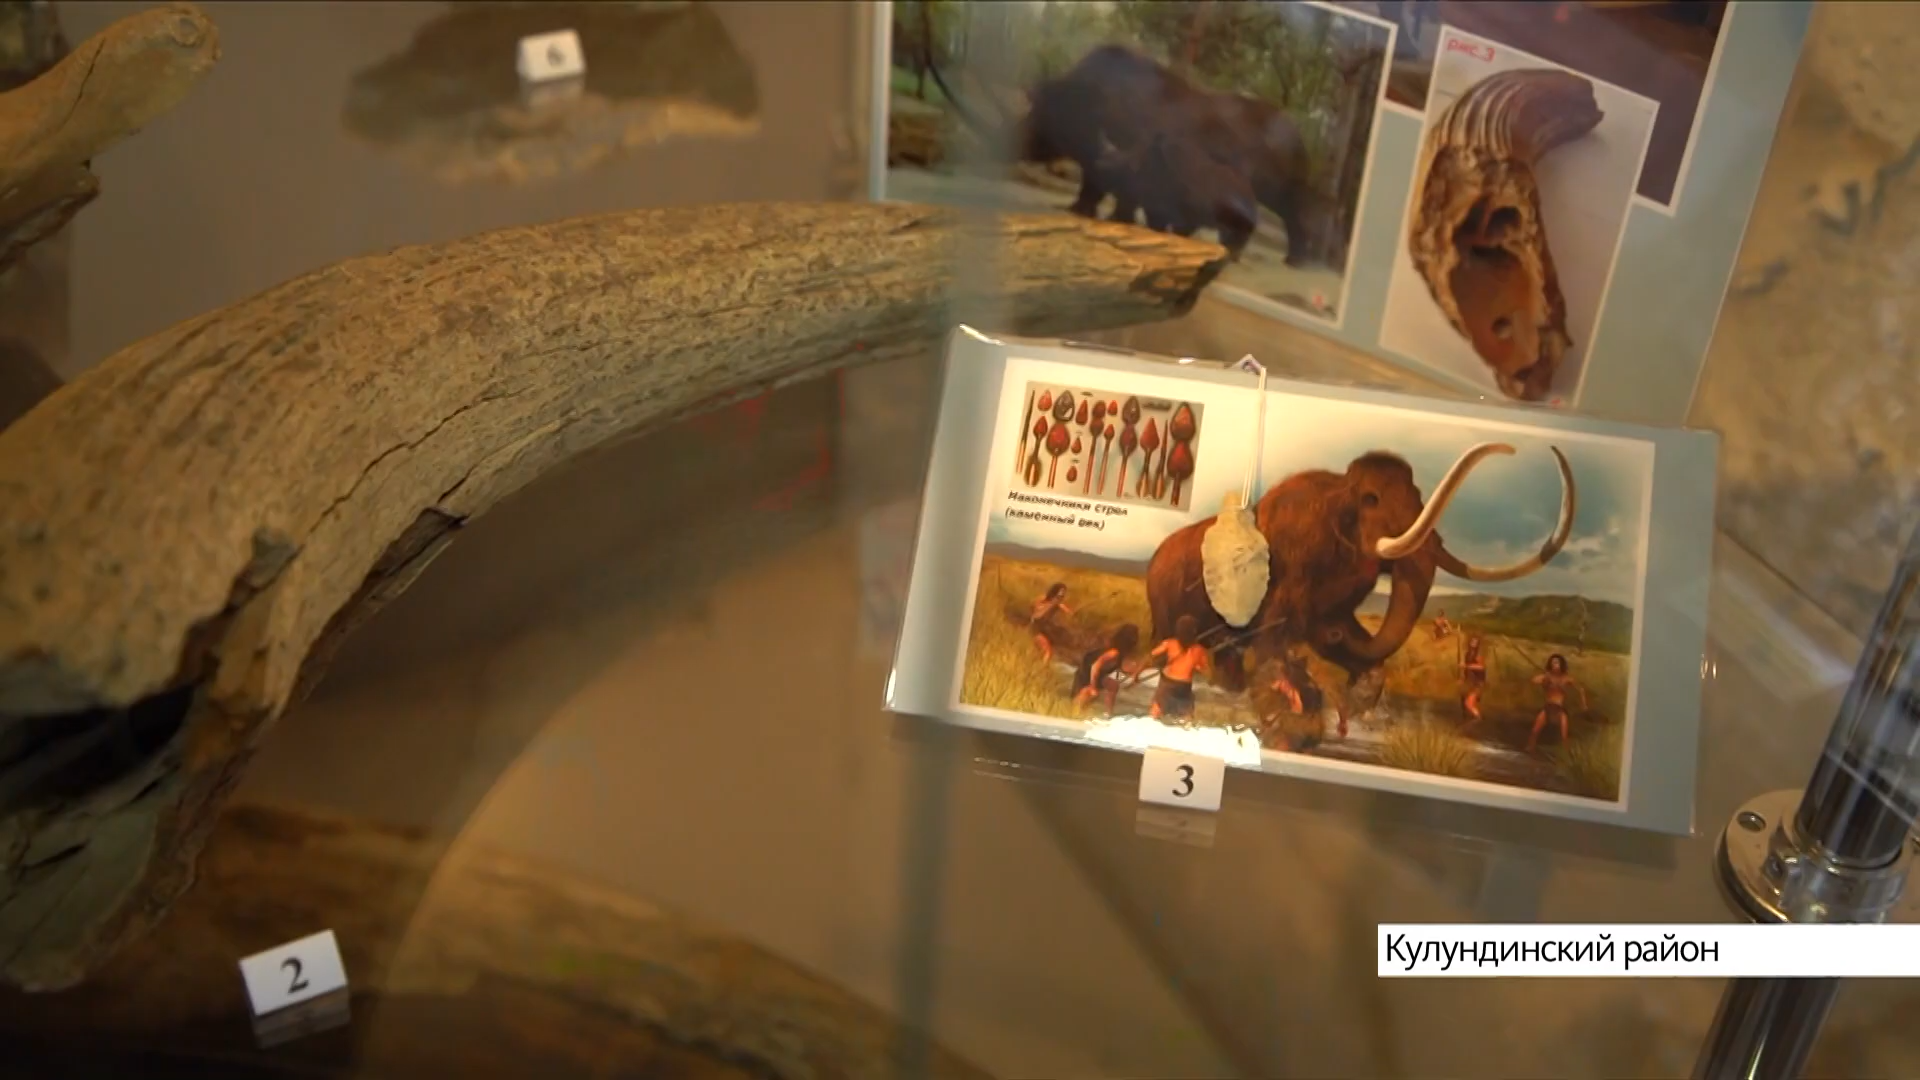 6
рис.3
Наконечники стрел
(каменный век)
3
2
Кулундинский район